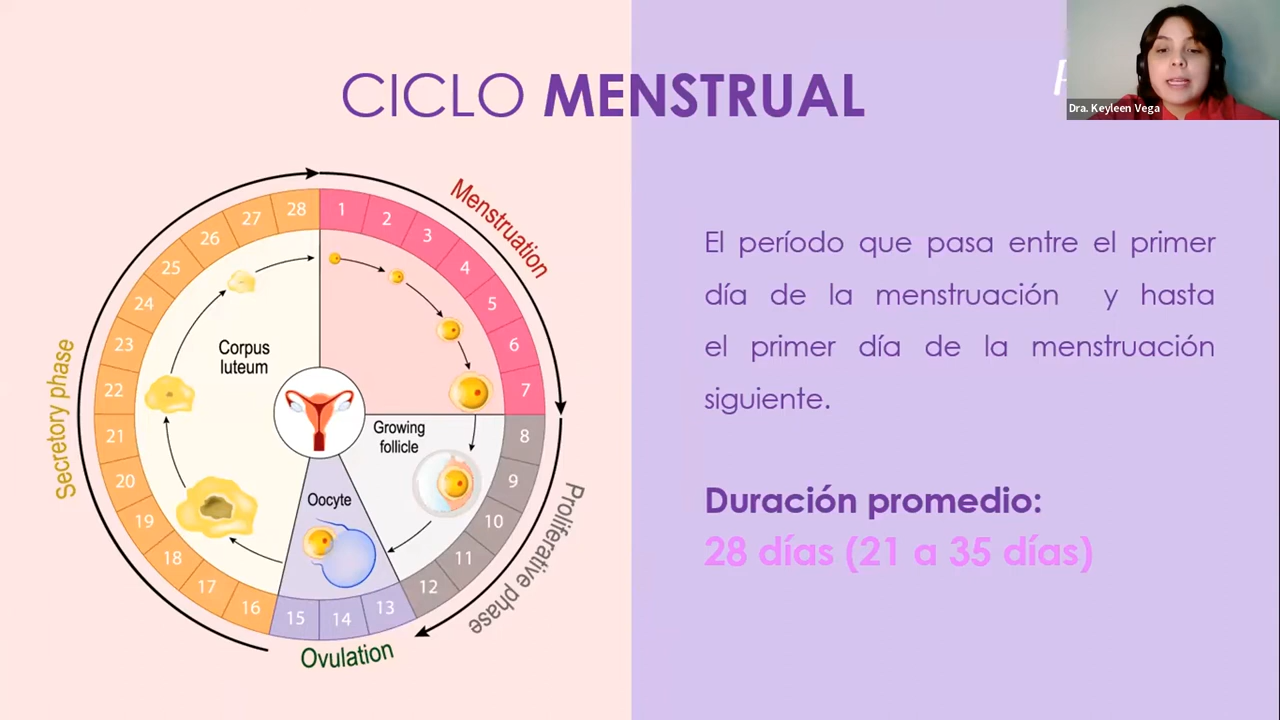 CICLO MENSTRUAL
Dra. Keyleen Vega
Menstruation
1
2
3
4
5
6
7
8
9
10
11
12
13
14
15
16
17
18
19
20
21
22
23
24
25
26
27
28
Corpus
luteum
Growing
follicle
Oocyte
Secretory phase
Proliferative phase
Ovulation
El período que pasa entre el primer
día de la menstruación y hasta
el primer día de la menstruación
siguiente.
Duración promedio:
28 días (21 a 35 días)